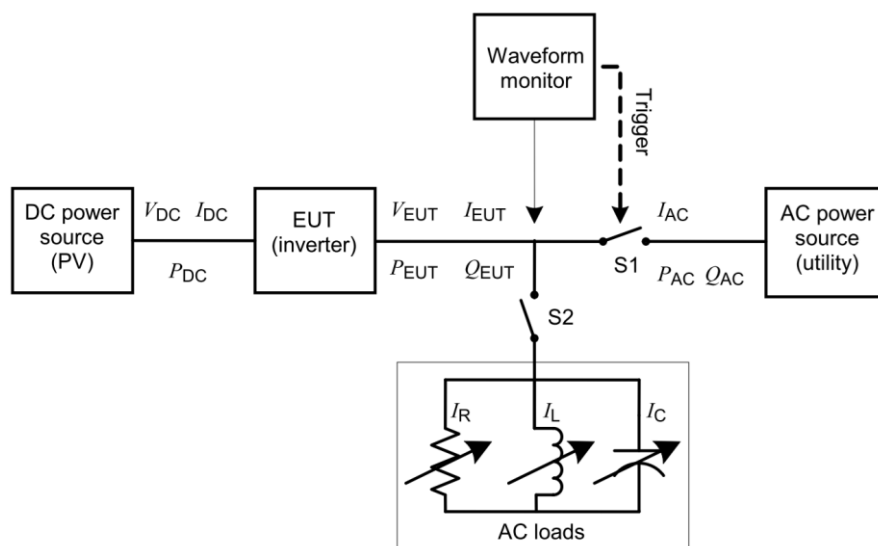 Waveform
monitor
Trigger
DC power
source
(PV)
V_DC I_DC
P_DC
EUT
(inverter)
V_EUT I_EUT
P_EUT Q_EUT
I_AC
S1
P_AC Q_AC
AC power
source
(utility)
S2
I_R I_L I_C
AC loads